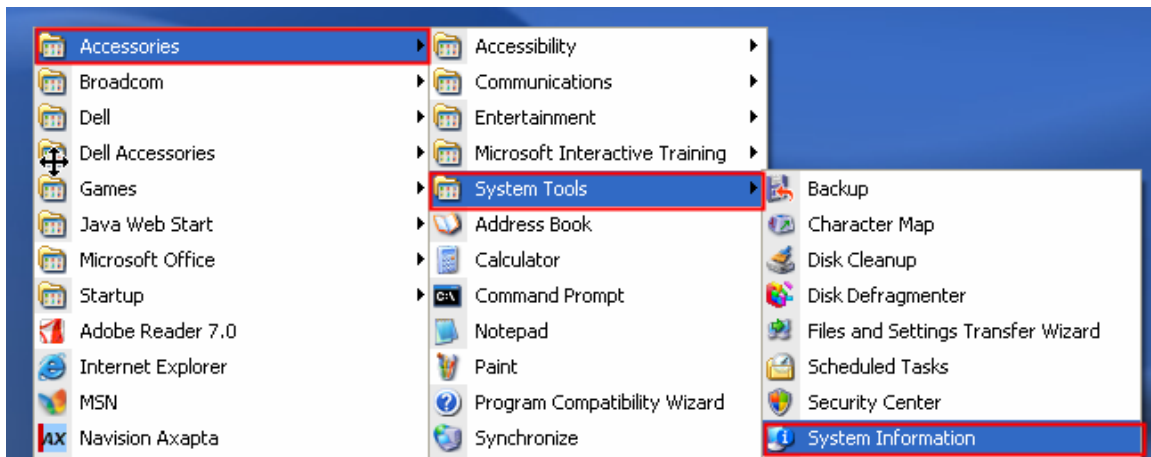 Accessories
Broadcom
Dell
Dell Accessories
Games
Java Web Start
Microsoft Office
Startup
Adobe Reader 7.0
Internet Explorer
MSN
AX Navision Axapta
Accessibility
Communications
Entertainment
Microsoft Interactive Training
System Tools
Address Book
Calculator
C:\ Command Prompt
Notepad
Paint
Program Compatibility Wizard
Synchronize
Backup
Character Map
Disk Cleanup
Disk Defragmenter
Files and Settings Transfer Wizard
Scheduled Tasks
Security Center
System Information